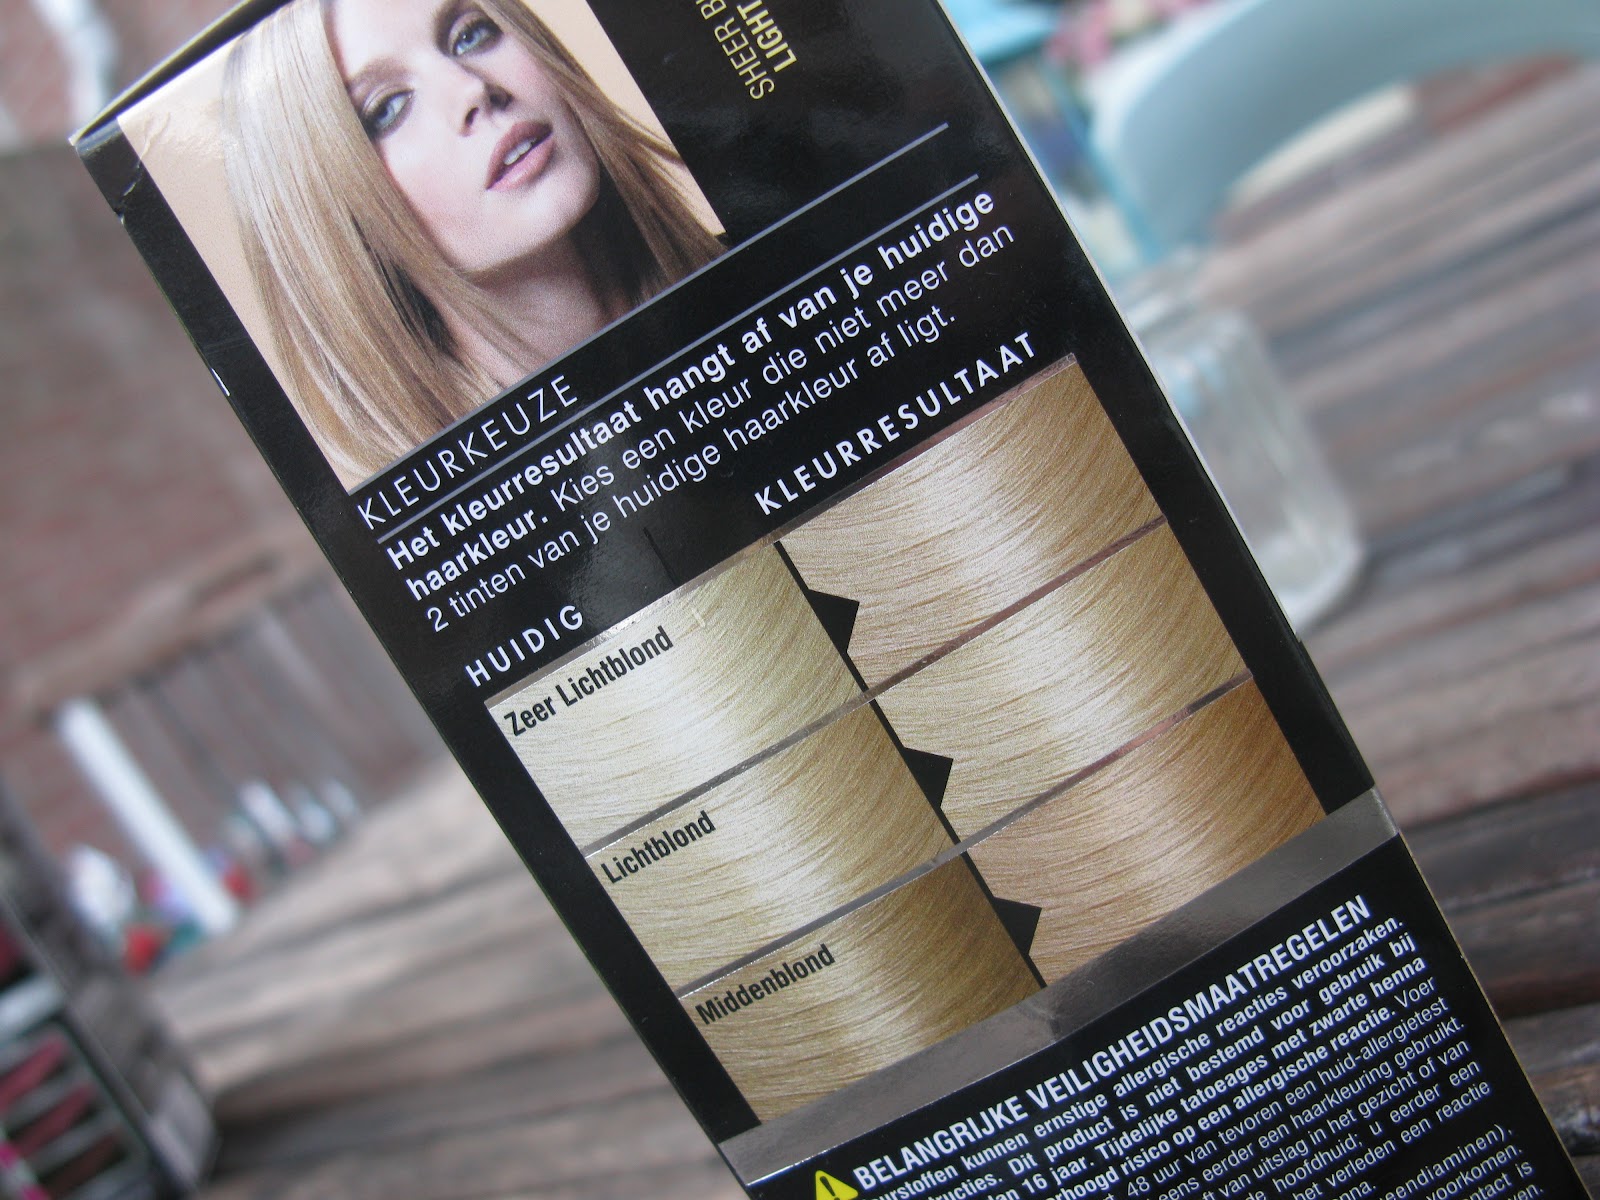 SHEER
LIGHT
KLEURKEUZE
Het kleurresultaat hangt af van je huidige
haarkleur. Kies een kleur die niet meer dan
2 tinten van je huidige haarkleur af ligt.
HUIDIG
KLEURRESULTAAT
Zeer Lichtblond
Lichtblond
Middenblond
BELANGRIJKE VEILIGHEIDSMAATREGELEN
kunnen ernstige allergische reacties veroorzaken.
Dit product is niet bestemd voor gebruik bij
16 jaar. Tijdelijke tatoeages met zwarte henna
risico op een allergische reactie. Voer
48 uur van tevoren een huid-allergietest
eens eerder een haarkleuring gebruikt.
van uitslag in het gezicht of van
hoofdhuid: u eerder een
het verleden een reactie
is